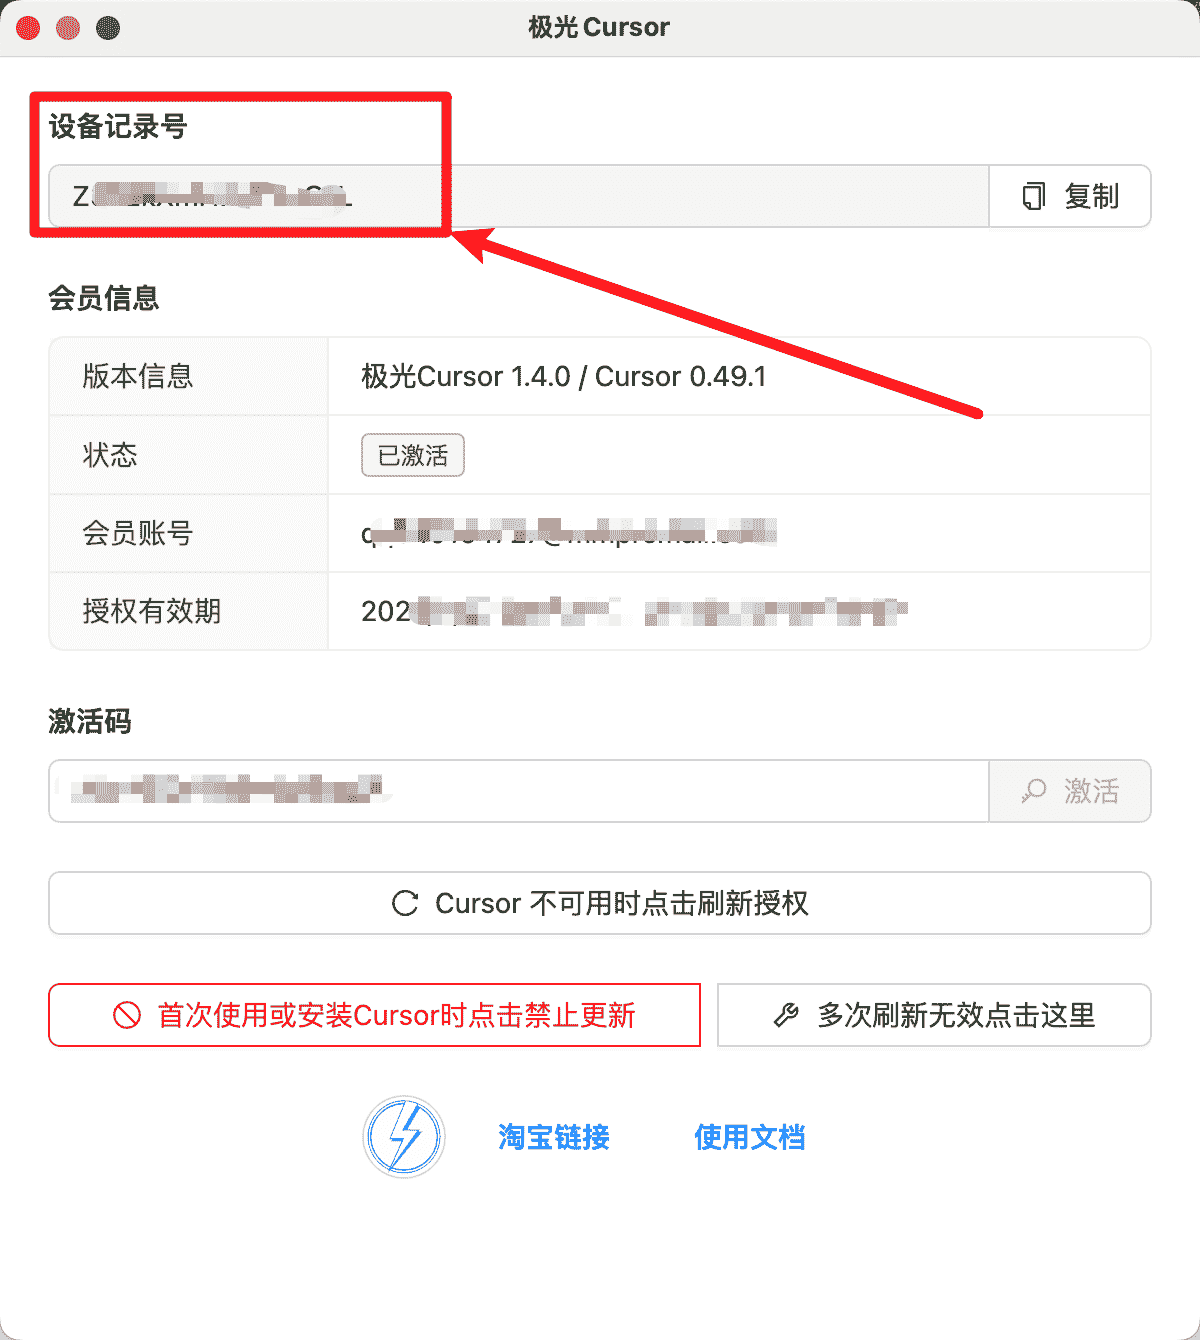 极光Cursor
设备记录号
复制
会员信息
版本信息 极光Cursor 1.4.0 / Cursor 0.49.1
状态 已激活
会员账号
授权有效期
激活码
激活
Cursor 不可用时点击刷新授权
首次使用或安装Cursor时点击禁止更新 多次刷新无效点击这里
淘宝链接 使用文档